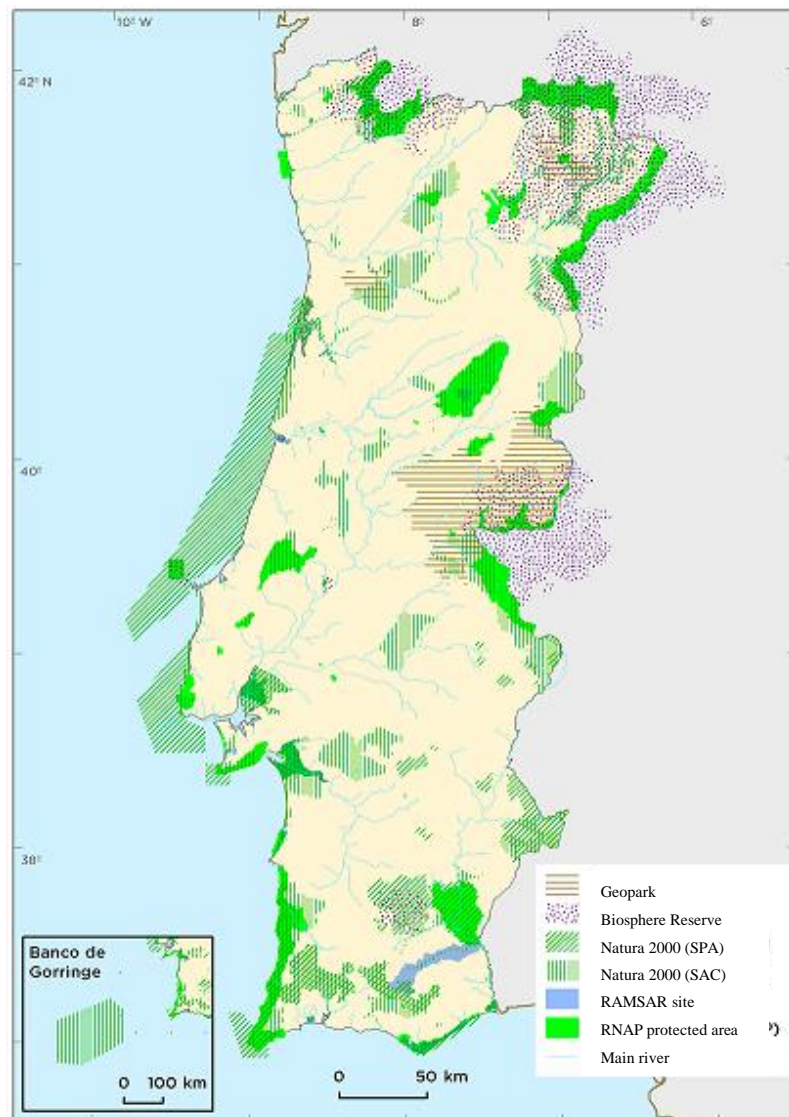 10° W
8°
6°
42° N
40°
38°
Banco de
Gorringe
0 100 km
0 50 km
Geopark
Biosphere Reserve
Natura 2000 (SPA)
Natura 2000 (SAC)
RAMSAR site
RNAP protected area
Main river